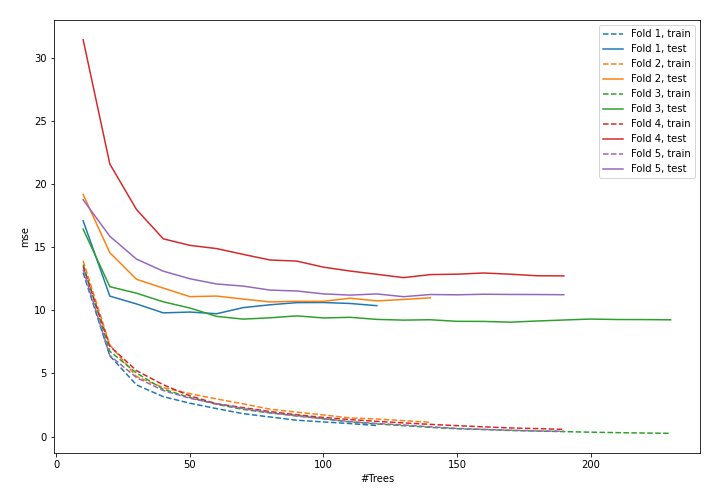 Fold 1, train
Fold 1, test
Fold 2, train
Fold 2, test
Fold 3, train
Fold 3, test
Fold 4, train
Fold 4, test
Fold 5, train
Fold 5, test
mse
30
25
20
15
10
5
0
0
50
100
150
200
#Trees